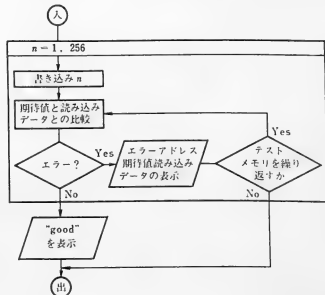 入
n=1. 256
書き込み n
期待値と読み込み
データとの比較
エラー?
Yes
エラーアドレス
期待値読み込み
データの表示
テスト
メモリを繰り
返すか
Yes
No
No
“good”
を表示
出